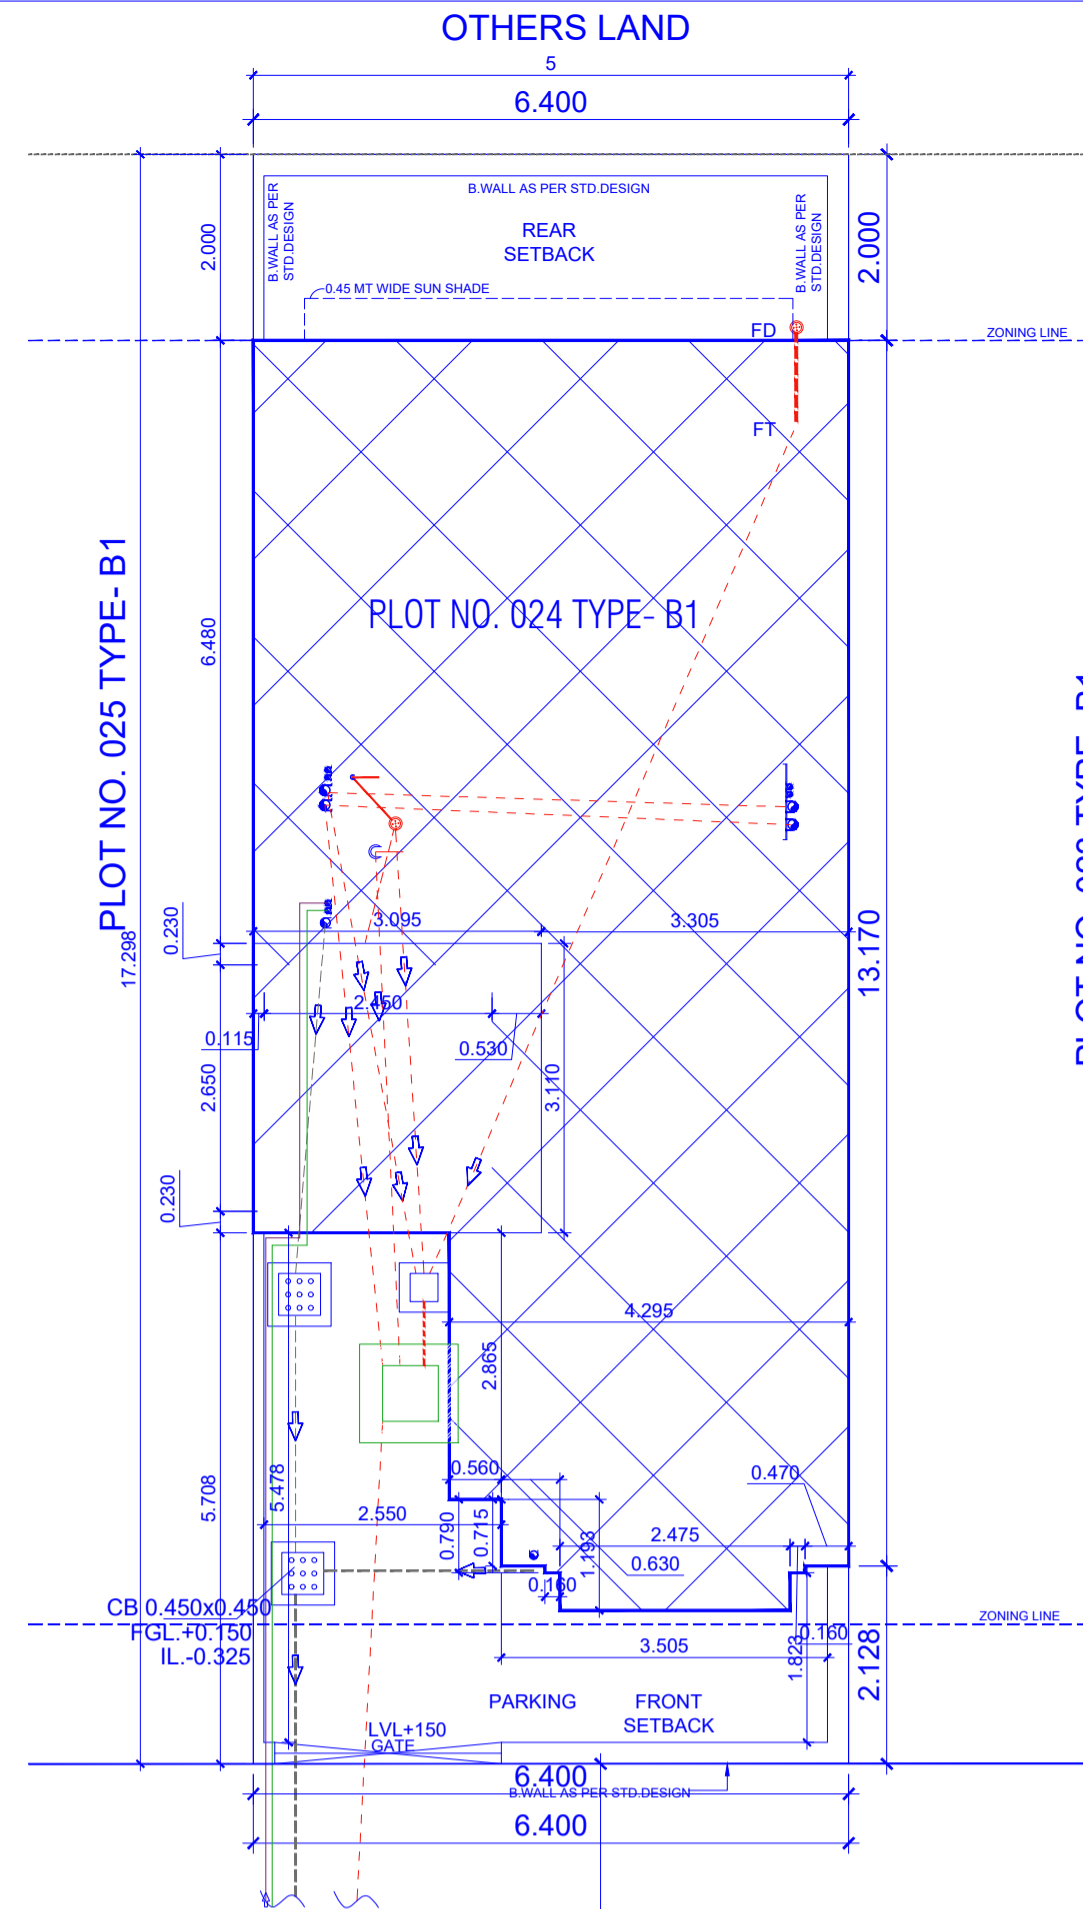 OTHERS LAND
5
6.400
B.WALL AS PER STD.DESIGN
B.WALL AS PER
STD.DESIGN
B.WALL AS PER
STD.DESIGN
REAR
SETBACK
2.000
2.000
0.45 MT WIDE SUN SHADE
FD
ZONING LINE
FT
PLOT NO. 024 TYPE- B1
PLOT NO. 025 TYPE- B1
6.480
17.298
0.230
3.095
3.305
13.170
2.450
0.115
0.530
2.650
3.110
0.230
4.295
2.865
0.560
0.470
5.478
5.708
2.550
0.790
0.715
1.193
2.475
0.630
0.160
CB 0.450x0.450
FGL.+0.150
IL.-0.325
ZONING LINE
0.160
3.505
1.823
2.128
PARKING
FRONT
SETBACK
LVL+150
GATE
6.400
B.WALL AS PER STD.DESIGN
6.400